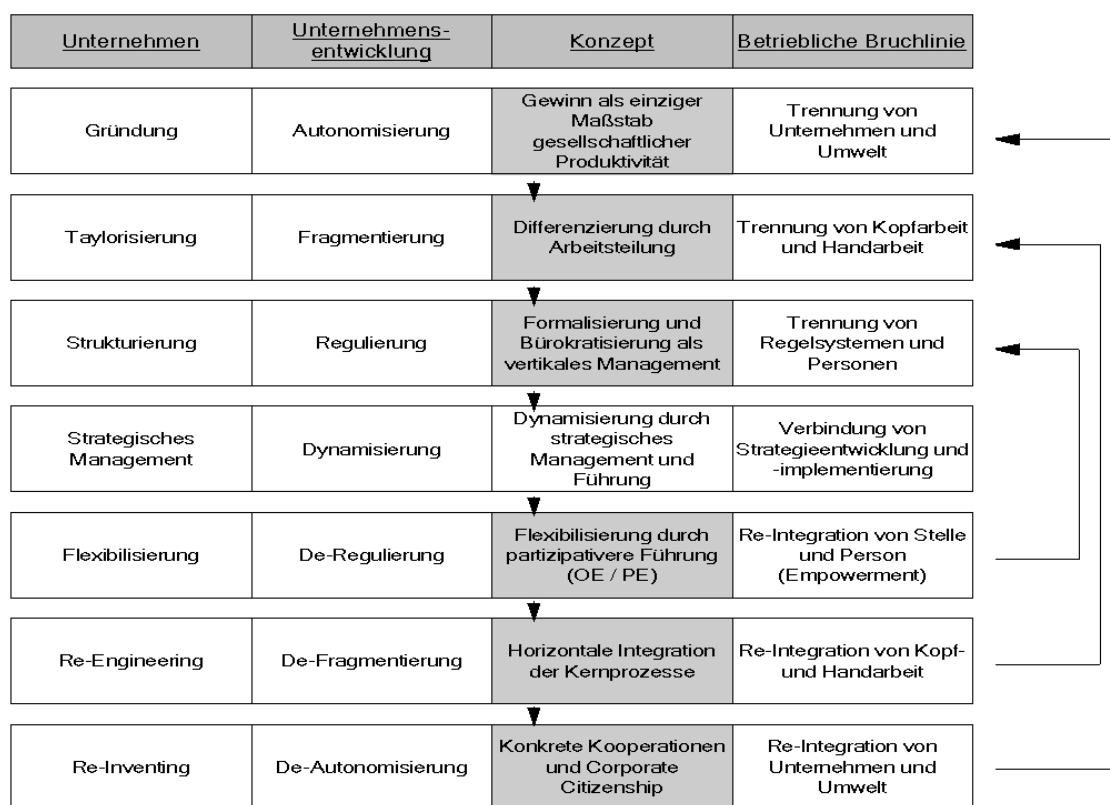 Unternehmen
Unternehmens-
entwicklung
Konzept
Betriebliche Bruchlinie
Gründung
Autonomisierung
Gewinn als einziger
Maßstab
gesellschaftlicher
Produktivität
Trennung von
Unternehmen und
Umwelt
Taylorisierung
Fragmentierung
Differenzierung durch
Arbeitsteilung
Trennung von Kopfarbeit
und Handarbeit
Strukturierung
Regulierung
Formalisierung und
Bürokratisierung als
vertikales Management
Trennung von
Regelsystemen und
Personen
Strategisches
Management
Dynamisierung
Dynamisierung durch
strategisches
Management und
Führung
Verbindung von
Strategieentwicklung und
-implementierung
Flexibilisierung
De-Regulierung
Flexibilisierung durch
partizipativere Führung
(OE / PE)
Re-Integration von Stelle
und Person
(Empowerment)
Re-Engineering
De-Fragmentierung
Horizontale Integration
der Kernprozesse
Re-Integration von Kopf-
und Handarbeit
Re-Inventing
De-Autonomisierung
Konkrete Kooperationen
und Corporate
Citizenship
Re-Integration von
Unternehmen und
Umwelt